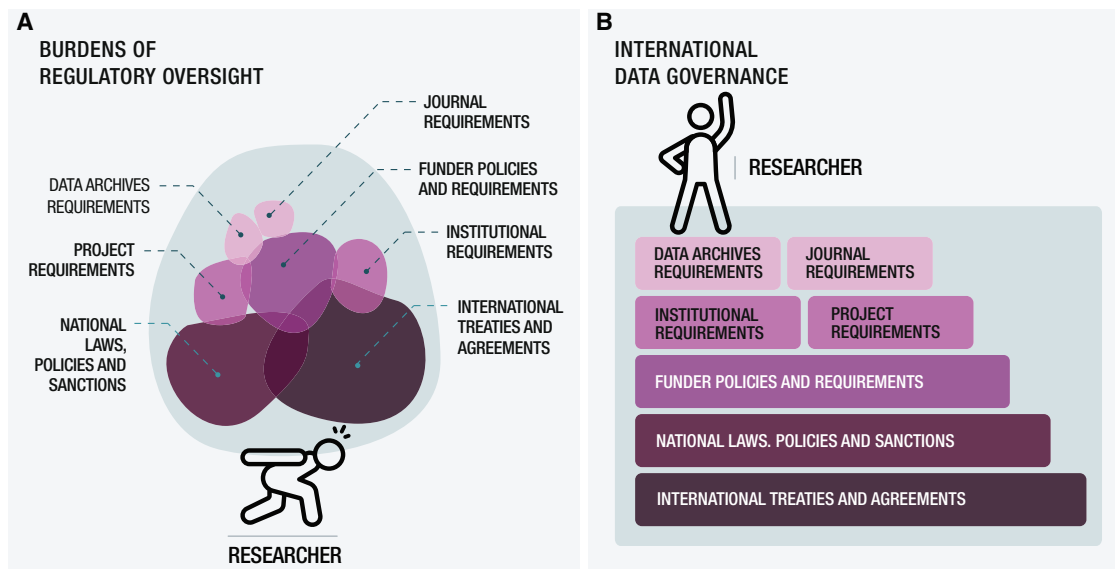 A
BURDENS OF
REGULATORY OVERSIGHT
JOURNAL
REQUIREMENTS
FUNDER POLICIES
AND REQUIREMENTS
DATA ARCHIVES
REQUIREMENTS
INSTITUTIONAL
REQUIREMENTS
PROJECT
REQUIREMENTS
INTERNATIONAL
TREATIES AND
AGREEMENTS
NATIONAL
LAWS,
POLICIES AND
SANCTIONS
RESEARCHER
B
INTERNATIONAL
DATA GOVERNANCE
RESEARCHER
DATA ARCHIVES
REQUIREMENTS
JOURNAL
REQUIREMENTS
INSTITUTIONAL
REQUIREMENTS
PROJECT
REQUIREMENTS
FUNDER POLICIES AND REQUIREMENTS
NATIONAL LAWS. POLICIES AND SANCTIONS
INTERNATIONAL TREATIES AND AGREEMENTS